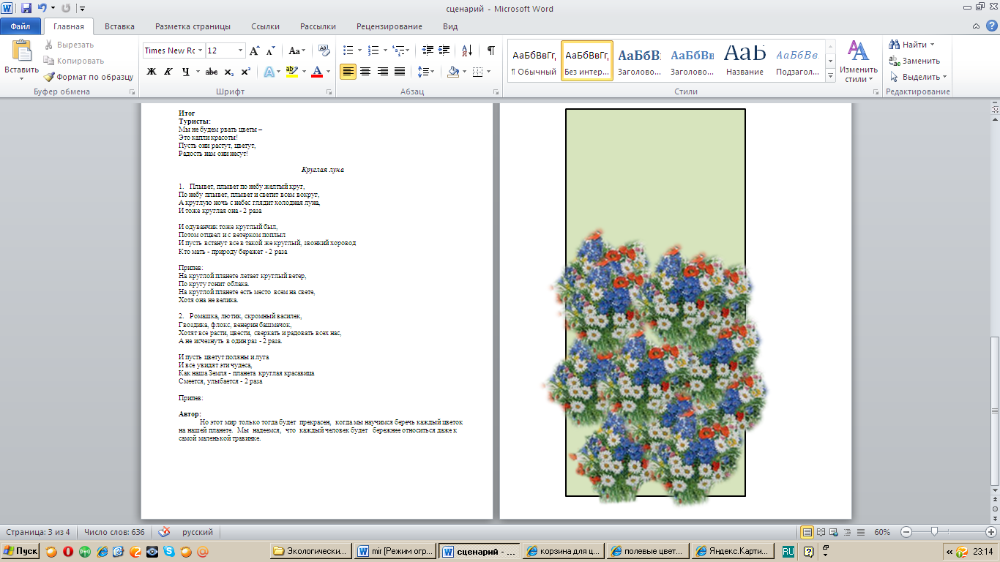 сценарий - Microsoft Word
Файл Главная Вставка Разметка страницы Ссылки Рассылки Рецензирование Вид
Вставить
Вырезать
Копировать
Формат по образцу
Буфер обмена
Times New Ro 12
Шрифт
Абзац
АаБбВвГг, АаБбВвГг, АаБбВ АаБбВв АаБ АаБбВв.
¶ Обычный Без интер... Заголово... Заголово... Название Подзагол...
Стили
Изменить стили
Найти
Заменить
Выделить
Редактирование
Итог
Туристы:
Мы не будем рвать цветы –
Это капли красоты!
Пусть они растут, цветут,
Радость нам они несут!
Круглая луна
1. Плывет, плывет по небу желтый круг,
По небу плывет, плывет и светит всем вокруг,
А круглую ночь с небес глядит холодная луна,
И тоже круглая она - 2 раза
И одуванчик тоже круглый был,
Потом отцвел и с ветерком поплыл
И пусть встанут все в такой же круглый, звонкий хоровод
Кто мать - природу бережет - 2 раза
Припев:
На круглой планете летает круглый ветер,
По кругу гонит облака.
На круглой планете есть место всем на свете,
Хотя она не велика.
2. Ромашка, лютик, скромный василек,
Гвоздика, флокс, венерин башмачок,
Хотят все расти, цвести, сверкать и радовать всех нас,
А не исчезнуть в один раз - 2 раза.
И пусть цветут поляны и луга
И все увидят эти чудеса,
Как наша Земля - планета круглая красавица
Смеется, улыбается - 2 раза
Припев:
Автор:
Но этот мир только тогда будет прекрасен, когда мы научимся беречь каждый цветок
на нашей планете. Мы надеемся, что каждый человек будет бережнее относиться даже к
самой маленькой травинке.
Страница: 3 из 4 Число слов: 636 русский 60%
Пуск Экологически... mir [Режим огр... сценарий - ... корзина для ц... полевые цвет... Яндекс.Карти... RU 23:14